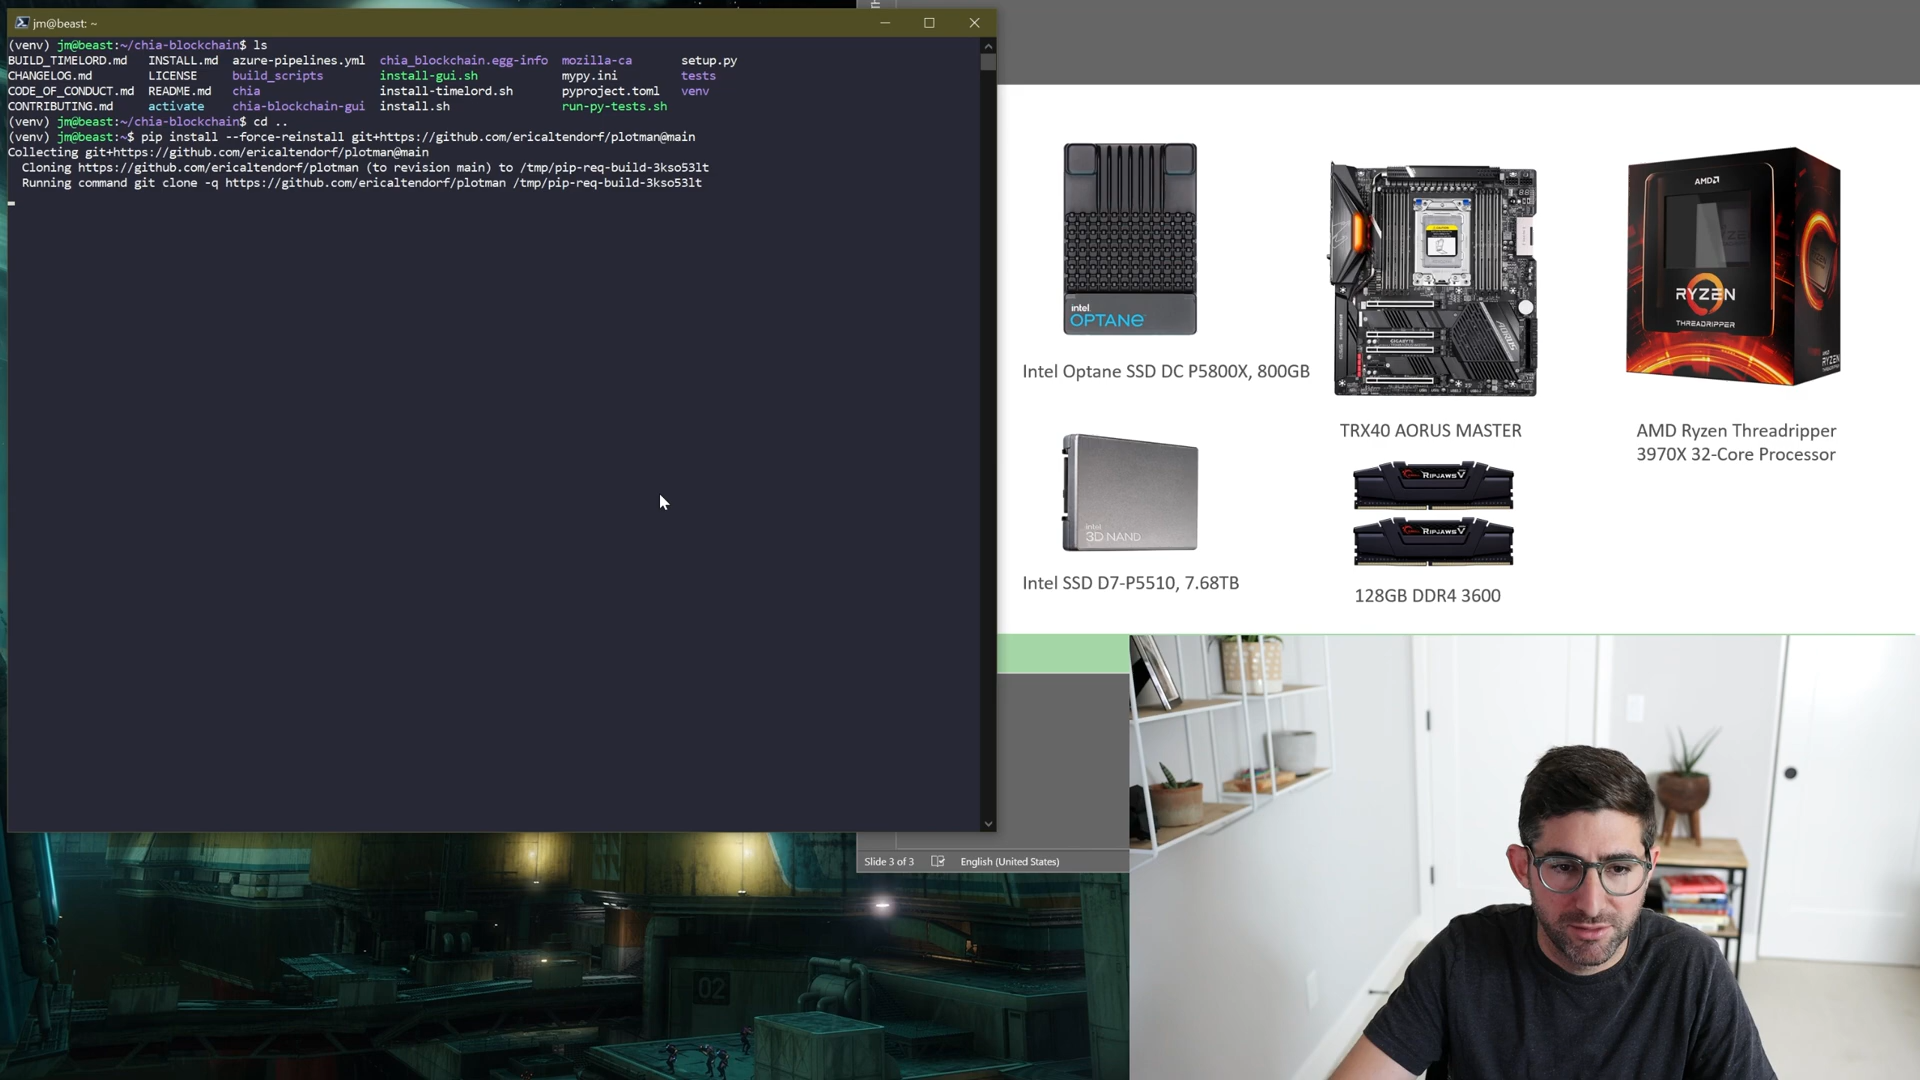 jm@beast: ~
(venv) jm@beast:~/chia-blockchain$ ls
BUILD_TIMELORD.md INSTALL.md azure-pipelines.yml chia_blockchain.egg-info mozilla-ca setup.py
CHANGELOG.md LICENSE build_scripts install-gui.sh mypy.ini tests
CODE_OF_CONDUCT.md README.md chia install-timelord.sh pyproject.toml venv
CONTRIBUTING.md activate chia-blockchain-gui install.sh run-py-tests.sh
(venv) jm@beast:~/chia-blockchain$ cd ..
(venv) jm@beast:~$ pip install --force-reinstall git+https://github.com/ericaltendorf/plotman@main
Collecting git+https://github.com/ericaltendorf/plotman@main
Cloning https://github.com/ericaltendorf/plotman (to revision main) to /tmp/pip-req-build-3kso53lt
Running command git clone -q https://github.com/ericaltendorf/plotman /tmp/pip-req-build-3kso53lt
intel
OPTANE
Intel Optane SSD DC P5800X, 800GB
intel
3D NAND
Intel SSD D7-P5510, 7.68TB
AORUS
GIGABYTE
TRX40 AORUS MASTER
RIPJAWS V
RIPJAWS V
128GB DDR4 3600
AMD
RYZEN
THREADRIPPER
AMD
RYZEN
AMD Ryzen Threadripper
3970X 32-Core Processor
Slide 3 of 3 English (United States)
02